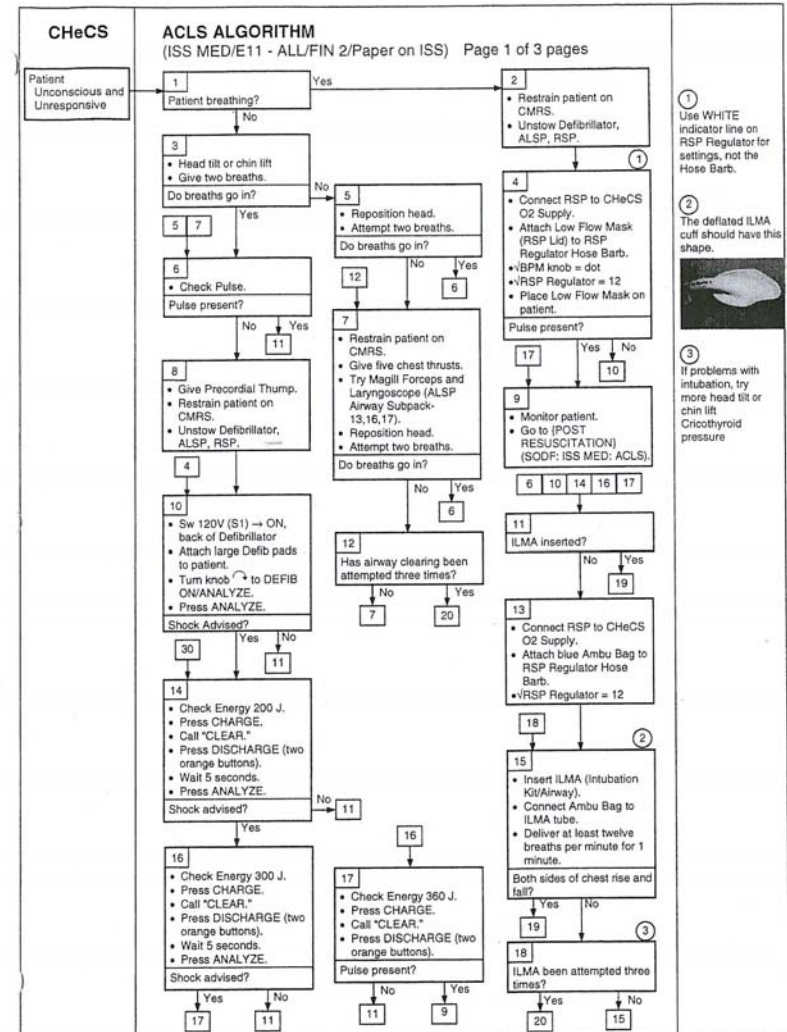 CHeCS
ACLS ALGORITHM
(ISS MED/E11 - ALL/FIN 2/Paper on ISS) Page 1 of 3 pages
Patient
Unconscious and
Unresponsive
1
Patient breathing?
Yes
No
2
• Restrain patient on
CMRS.
• Unstow Defibrillator,
ALSP, RSP.
3
• Head tilt or chin lift
• Give two breaths.
Do breaths go in?
No
Yes
5 7
1
4
• Connect RSP to CHeCS
O2 Supply.
• Attach Low Flow Mask
(RSP Lid) to RSP
Regulator Hose Barb.
•√BPM knob = dot
•√RSP Regulator = 12
• Place Low Flow Mask on
patient.
Pulse present?
Yes
No
10
17
5
• Reposition head.
• Attempt two breaths.
Do breaths go in?
No
Yes
6
12
6
• Check Pulse.
Pulse present?
No
Yes
11
7
• Restrain patient on
CMRS.
• Give five chest thrusts.
• Try Magill Forceps and
Laryngoscope (ALSP
Airway Subpack-
13,16,17).
• Reposition head.
• Attempt two breaths.
Do breaths go in?
No
Yes
6
8
• Give Precordial Thump.
• Restrain patient on
CMRS.
• Unstow Defibrillator,
ALSP, RSP.
4
9
• Monitor patient.
• Go to {POST
RESUSCITATION}
(SODF: ISS MED: ACLS).
6 10 14 16 17
10
• Sw 120V (S1) → ON,
back of Defibrillator
• Attach large Defib pads
to patient.
• Turn knob ↷ to DEFIB
ON/ANALYZE.
• Press ANALYZE.
Shock Advised?
Yes
No
11
30
11
ILMA inserted?
No
Yes
19
12
Has airway clearing been
attempted three times?
No
Yes
7
20
13
• Connect RSP to CHeCS
O2 Supply.
• Attach blue Ambu Bag to
RSP Regulator Hose
Barb.
•√RSP Regulator = 12
18
14
• Check Energy 200 J.
• Press CHARGE.
• Call "CLEAR."
• Press DISCHARGE (two
orange buttons).
• Wait 5 seconds.
• Press ANALYZE.
Shock advised?
No
11
Yes
2
15
• Insert ILMA (Intubation
Kit/Airway).
• Connect Ambu Bag to
ILMA tube.
• Deliver at least twelve
breaths per minute for 1
minute.
Both sides of chest rise and
fall?
Yes
No
19
16
• Check Energy 300 J.
• Press CHARGE.
• Call "CLEAR."
• Press DISCHARGE (two
orange buttons).
• Wait 5 seconds.
• Press ANALYZE.
Shock advised?
Yes
No
17
11
16
17
• Check Energy 360 J.
• Press CHARGE.
• Call "CLEAR."
• Press DISCHARGE (two
orange buttons).
Pulse present?
No
Yes
11
9
3
18
ILMA been attempted three
times?
Yes
No
20
15
1
Use WHITE
indicator line on
RSP Regulator for
settings, not the
Hose Barb.
2
The deflated ILMA
cuff should have this
shape.
3
If problems with
intubation, try
more head tilt or
chin lift
Cricothyroid
pressure